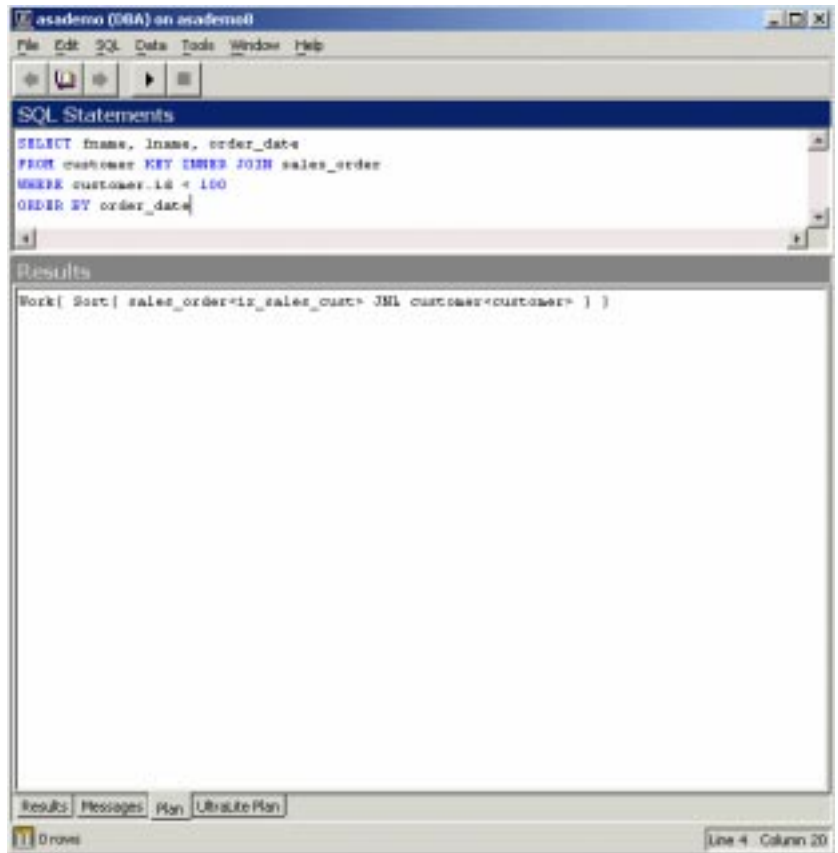 asademo (DBA) on asademo8
File Edit SQL Data Tools Window Help
SQL Statements
SELECT fname, lname, order_date
FROM customer KEY INNER JOIN sales_order
WHERE customer.id < 100
ORDER BY order_date
Results
Work[ Sort[ sales_order<ix_sales_cust> JNL customer<customer> ] ]
Results Messages Plan UltraLite Plan
0 rows Line 4 Column 20